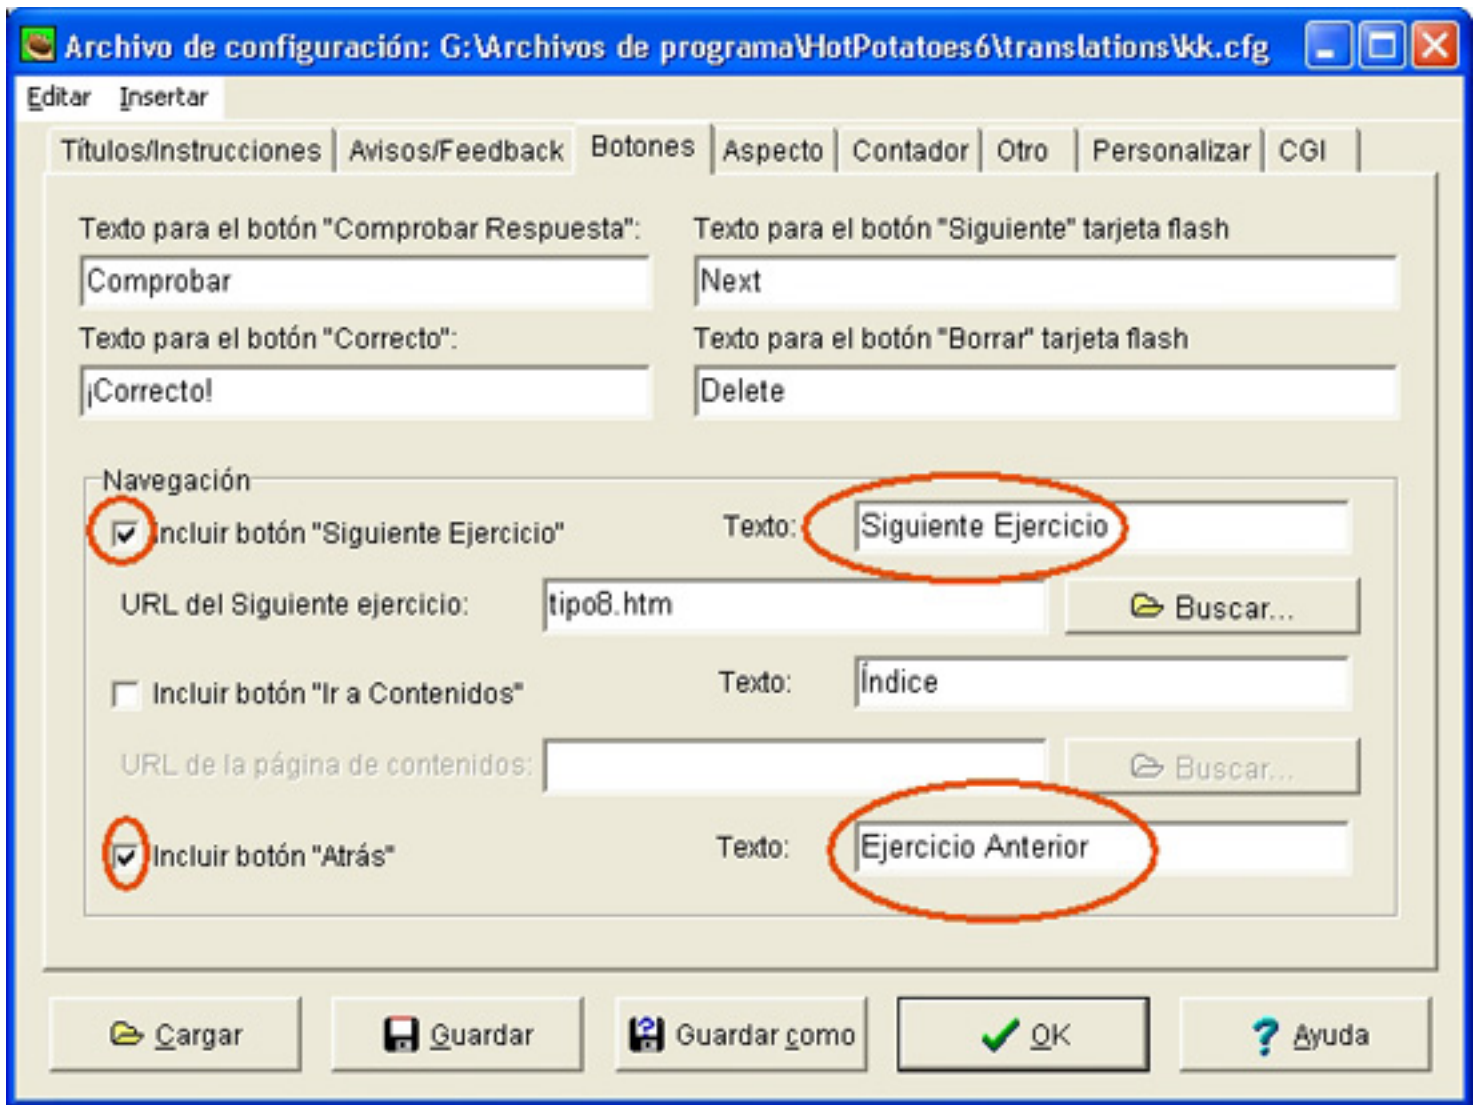 Archivo de configuración: G:\Archivos de programa\HotPotatoes6\translations\kk.cfg
Editar Insertar
Títulos/Instrucciones Avisos/Feedback Botones Aspecto Contador Otro Personalizar CGI
Texto para el botón "Comprobar Respuesta": Texto para el botón "Siguiente" tarjeta flash
Comprobar Next
Texto para el botón "Correcto": Texto para el botón "Borrar" tarjeta flash
¡Correcto! Delete
Navegación
Incluir botón "Siguiente Ejercicio" Texto: Siguiente Ejercicio
URL del Siguiente ejercicio: tipo8.htm Buscar...
Incluir botón "Ir a Contenidos" Texto: Índice
URL de la página de contenidos: Buscar...
Incluir botón "Atrás" Texto: Ejercicio Anterior
Cargar Guardar Guardar como OK Ayuda